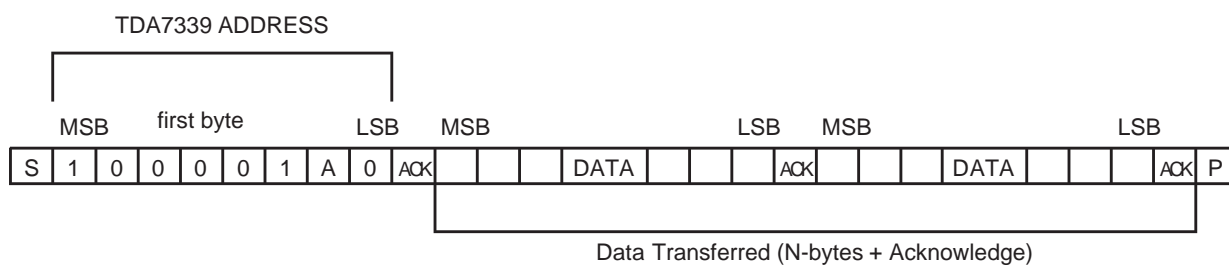 TDA7339 ADDRESS
MSB first byte LSB MSB LSB MSB LSB
S 1 0 0 0 0 1 A 0 ACK DATA ACK DATA ACK P
Data Transferred (N-bytes + Acknowledge)